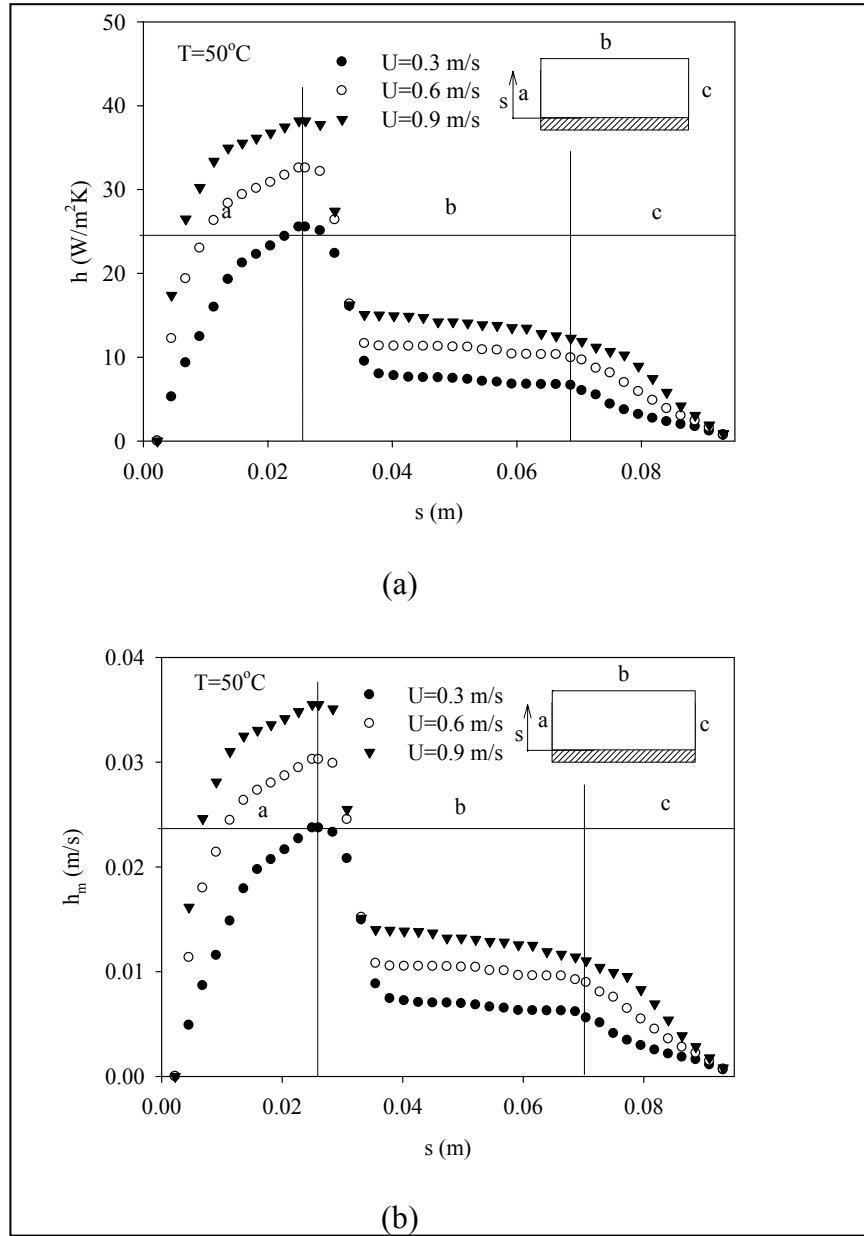 50
T=50°C
U=0.3 m/s
U=0.6 m/s
U=0.9 m/s
b
s
a
c
40
30
20
10
0
a
b
c
h (W/m²K)
0.00 0.02 0.04 0.06 0.08
s (m)
(a)
0.04
T=50°C
U=0.3 m/s
U=0.6 m/s
U=0.9 m/s
b
s
a
c
0.03
0.02
0.01
0.00
a
b
c
hₘ (m/s)
0.00 0.02 0.04 0.06 0.08
s (m)
(b)